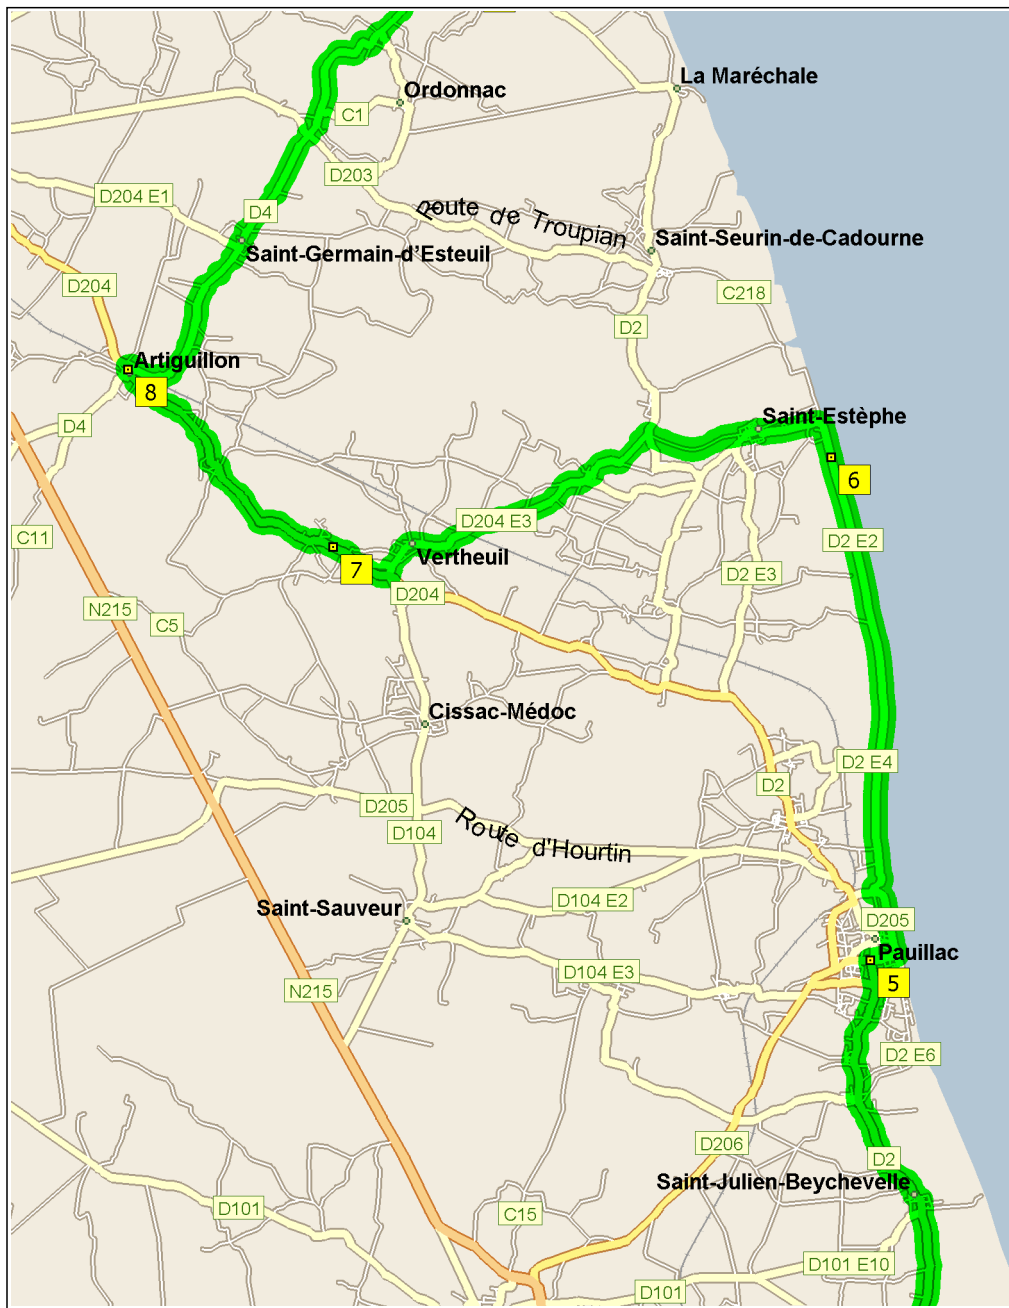 La Maréchale
Ordonnac
C1
D203
D204 E1
D4
Route de Troupian
Saint-Seurin-de-Cadourne
Saint-Germain-d'Esteuil
D204
C218
D2
Artiguillon
8
Saint-Estèphe
D4
6
D204 E3
C11
D2 E2
Vertheuil
7
D2 E3
D204
N215
C5
Cissac-Médoc
D2 E4
D2
D205
D104
Route d'Hourtin
D104 E2
Saint-Sauveur
D205
Pauillac
D104 E3
5
N215
D2 E6
D206
D2
Saint-Julien-Beychevelle
D101
C15
D101 E10
D101